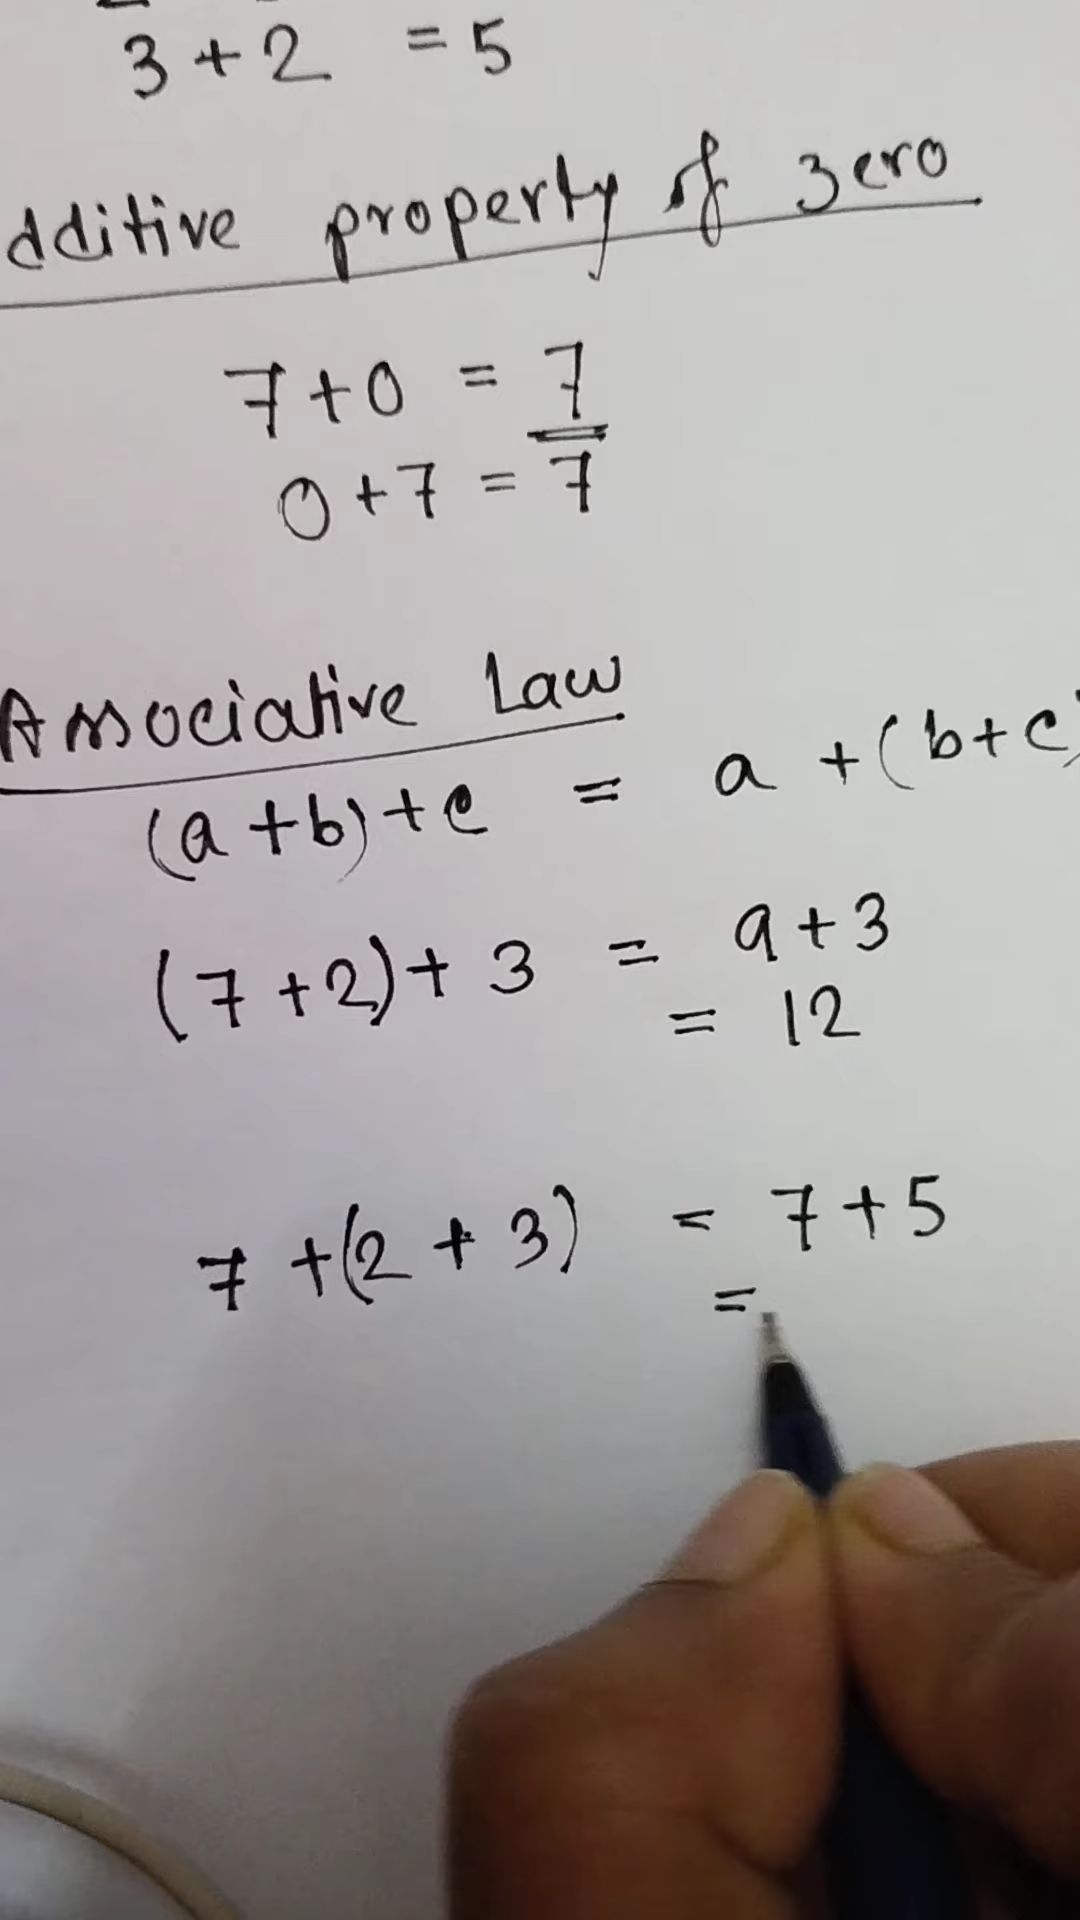 3 + 2 = 5
dditive property of zero
7 + 0 = 7
0 + 7 = 7
Associative Law
(a + b) + c = a + (b + c)
(7 + 2) + 3 = 9 + 3
= 12
7 + (2 + 3) = 7 + 5
=